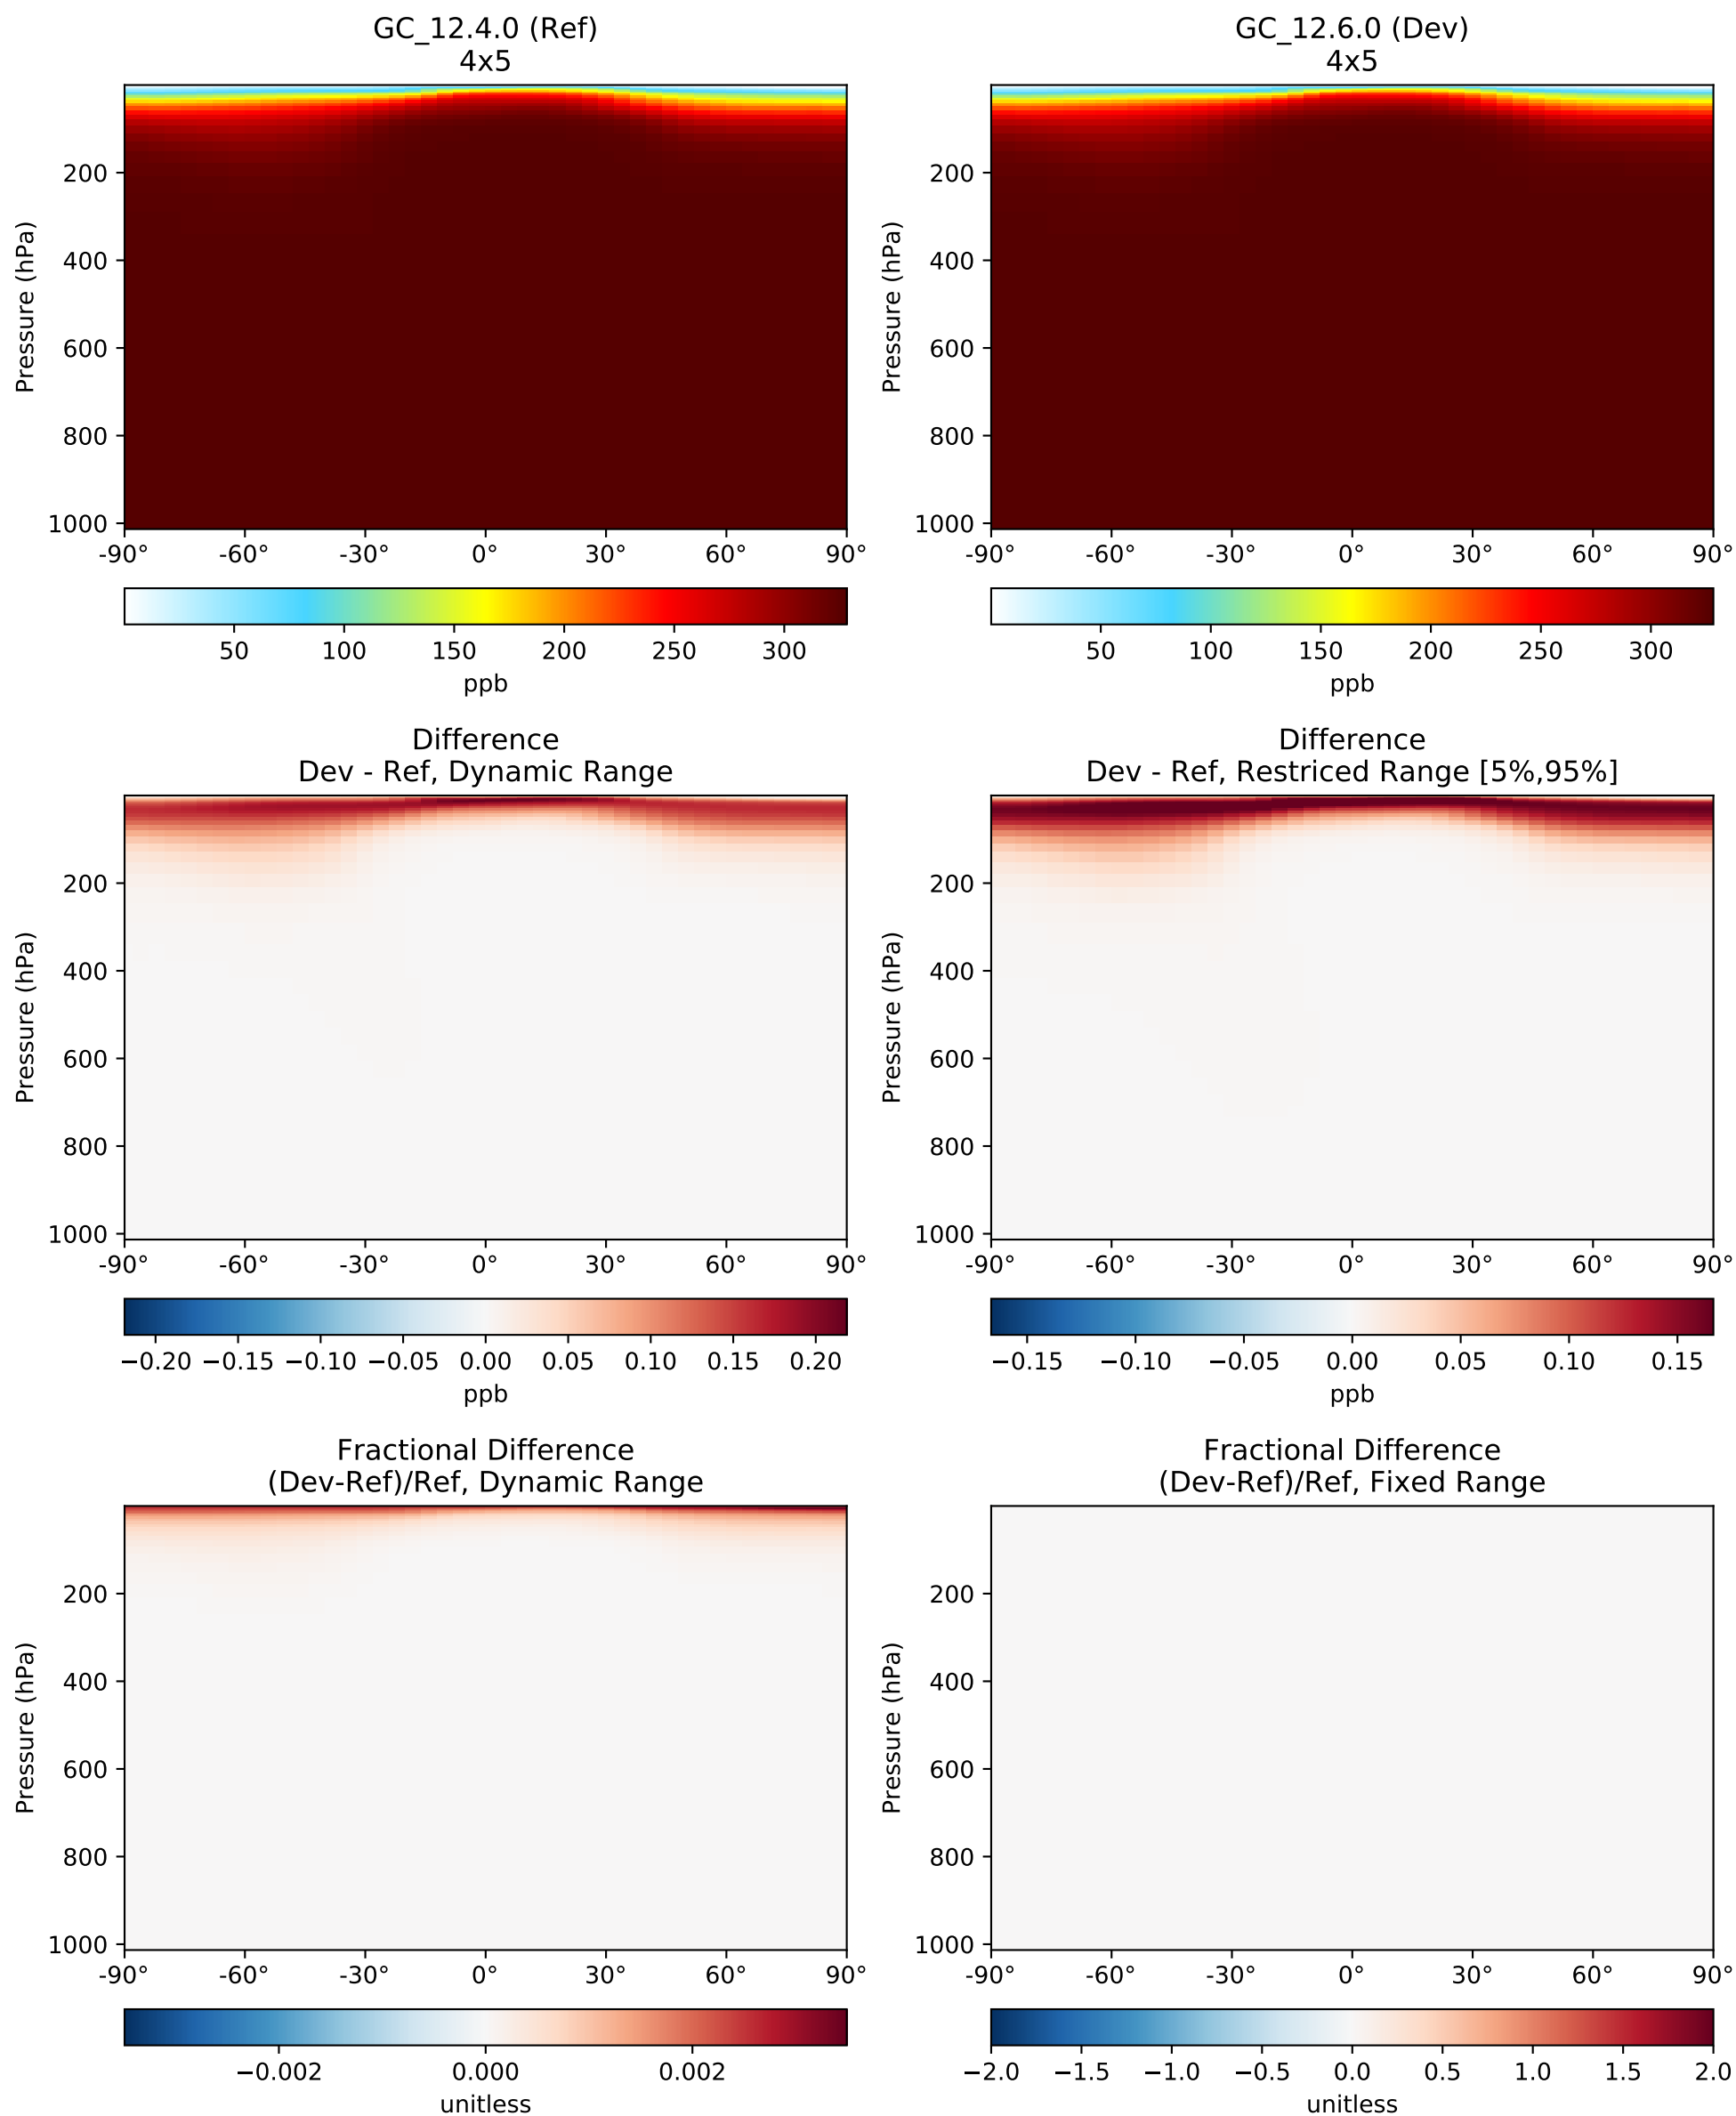 GC_12.4.0 (Ref)
4x5
GC_12.6.0 (Dev)
4x5
Pressure (hPa)
200
400
600
800
1000
-90° -60° -30° 0° 30° 60° 90°
50 100 150 200 250 300
ppb
Pressure (hPa)
200
400
600
800
1000
-90° -60° -30° 0° 30° 60° 90°
50 100 150 200 250 300
ppb
Difference
Dev - Ref, Dynamic Range
Pressure (hPa)
200
400
600
800
1000
-90° -60° -30° 0° 30° 60° 90°
−0.20 −0.15 −0.10 −0.05 0.00 0.05 0.10 0.15 0.20
ppb
Difference
Dev - Ref, Restriced Range [5%,95%]
Pressure (hPa)
200
400
600
800
1000
-90° -60° -30° 0° 30° 60° 90°
−0.15 −0.10 −0.05 0.00 0.05 0.10 0.15
ppb
Fractional Difference
(Dev-Ref)/Ref, Dynamic Range
Pressure (hPa)
200
400
600
800
1000
-90° -60° -30° 0° 30° 60° 90°
−0.002 0.000 0.002
unitless
Fractional Difference
(Dev-Ref)/Ref, Fixed Range
Pressure (hPa)
200
400
600
800
1000
-90° -60° -30° 0° 30° 60° 90°
−2.0 −1.5 −1.0 −0.5 0.0 0.5 1.0 1.5 2.0
unitless